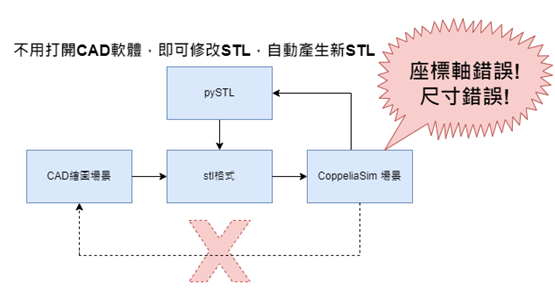 不用打開CAD軟體，即可修改STL，自動產生新STL
座標軸錯誤!
尺寸錯誤!
pySTL
CAD繪圖場景
stl格式
CoppeliaSim 場景
X